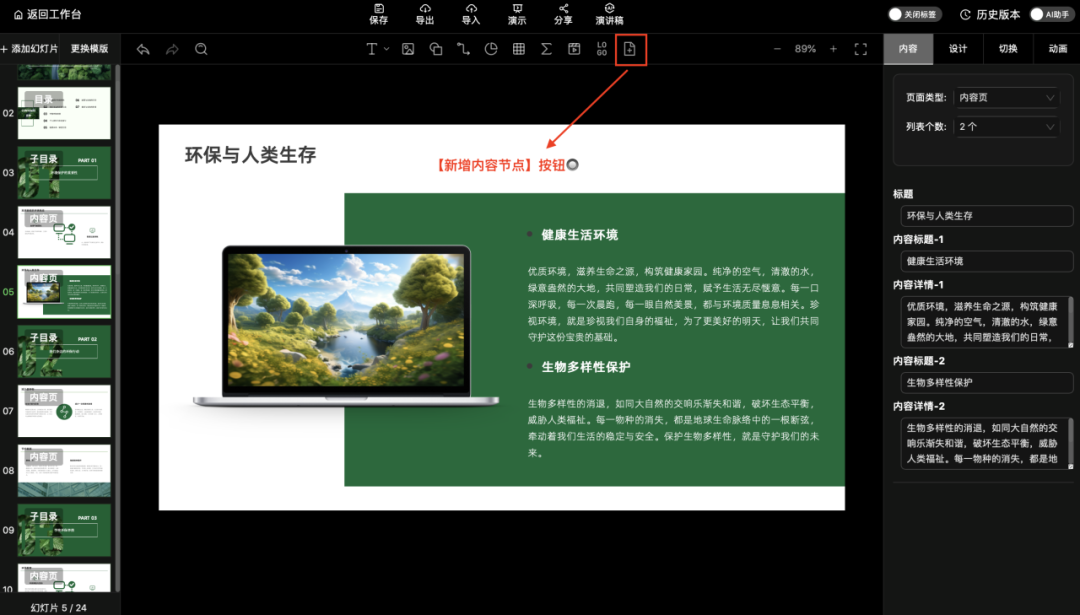 返回工作台
保存
导出
导入
演示
分享
演讲稿
关闭标签
历史版本
AI助手
+ 添加幻灯片
更换模版
T
LOGO
89%
内容
设计
切换
动画
02
目录
03
子目录
PART 01
04
内容页
05
内容页
06
子目录
PART 02
07
内容页
08
内容页
09
子目录
PART 03
10
内容页
幻灯片 5 / 24
环保与人类生存
【新增内容节点】按钮
健康生活环境
优质环境，滋养生命之源，构筑健康家园。纯净的空气，清澈的水，
绿意盎然的大地，共同塑造我们的日常，赋予生活无尽惬意。每一口
深呼吸，每一次晨跑，每一眼自然美景，都与环境质量息息相关。珍
视环境，就是珍视我们自身的福祉，为了更美好的明天，让我们共同
守护这份宝贵的基础。
生物多样性保护
生物多样性的消退，如同大自然的交响乐渐失和谐，破坏生态平衡，
威胁人类福祉。每一物种的消失，都是地球生命脉络中的一根断弦，
牵动着我们生活的稳定与安全。保护生物多样性，就是守护我们的未
来。
页面类型:
内容页
列表个数:
2 个
标题
环保与人类生存
内容标题-1
健康生活环境
内容详情-1
优质环境，滋养生命之源，构筑健康
家园。纯净的空气，清澈的水，绿意
盎然的大地，共同塑造我们的日常，
内容标题-2
生物多样性保护
内容详情-2
生物多样性的消退，如同大自然的交
响乐渐失和谐，破坏生态平衡，威胁
人类福祉。每一物种的消失，都是地